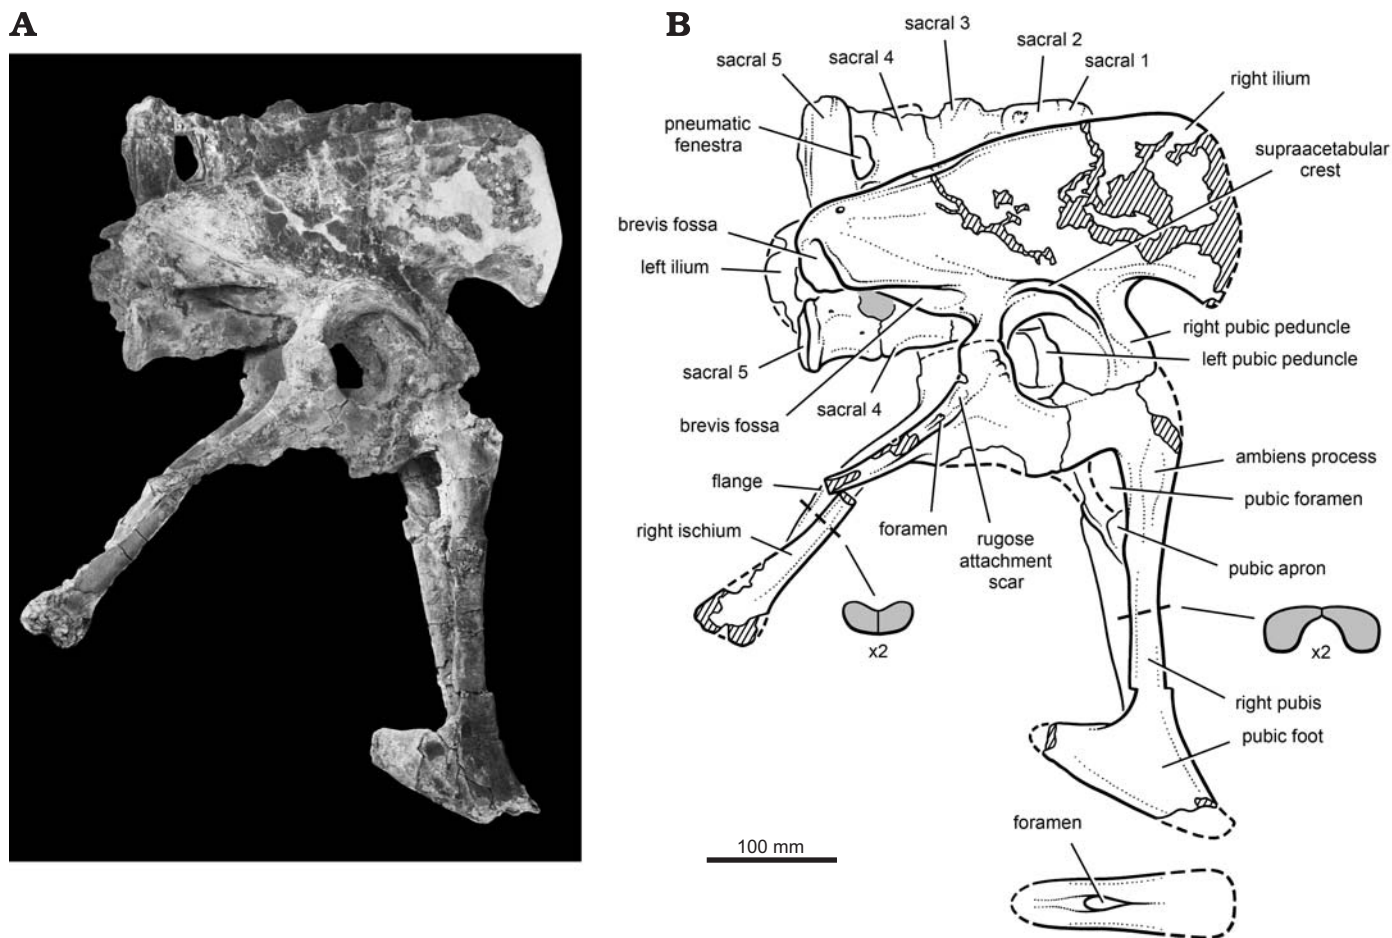 A
B
sacral 3
sacral 2
sacral 4
sacral 1
sacral 5
right ilium
pneumatic
fenestra
supraacetabular
crest
brevis fossa
left ilium
right pubic peduncle
left pubic peduncle
sacral 5
sacral 4
brevis fossa
ambiens process
flange
pubic foramen
right ischium
foramen
rugose
attachment
scar
pubic apron
x2
x2
right pubis
pubic foot
foramen
100 mm